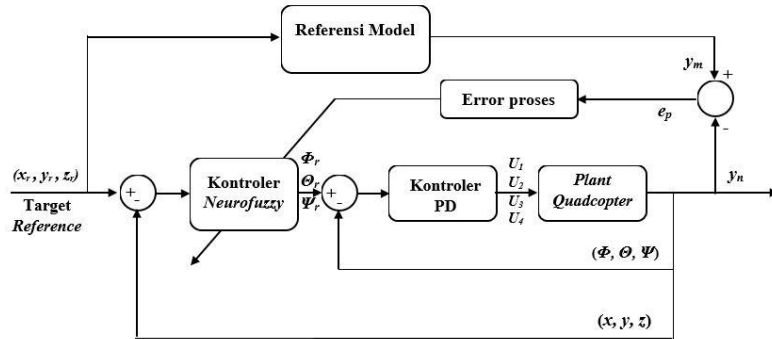 Referensi Model
y_m
+
Error proses
e_p
-
(x_r, y_r, z_r)
Target
Reference
+
-
Kontroler
Neurofuzzy
Φ_r
Θ_r
Ψ_r
+
-
Kontroler
PD
U_1
U_2
U_3
U_4
Plant
Quadcopter
y_n
(Φ, Θ, Ψ)
(x, y, z)